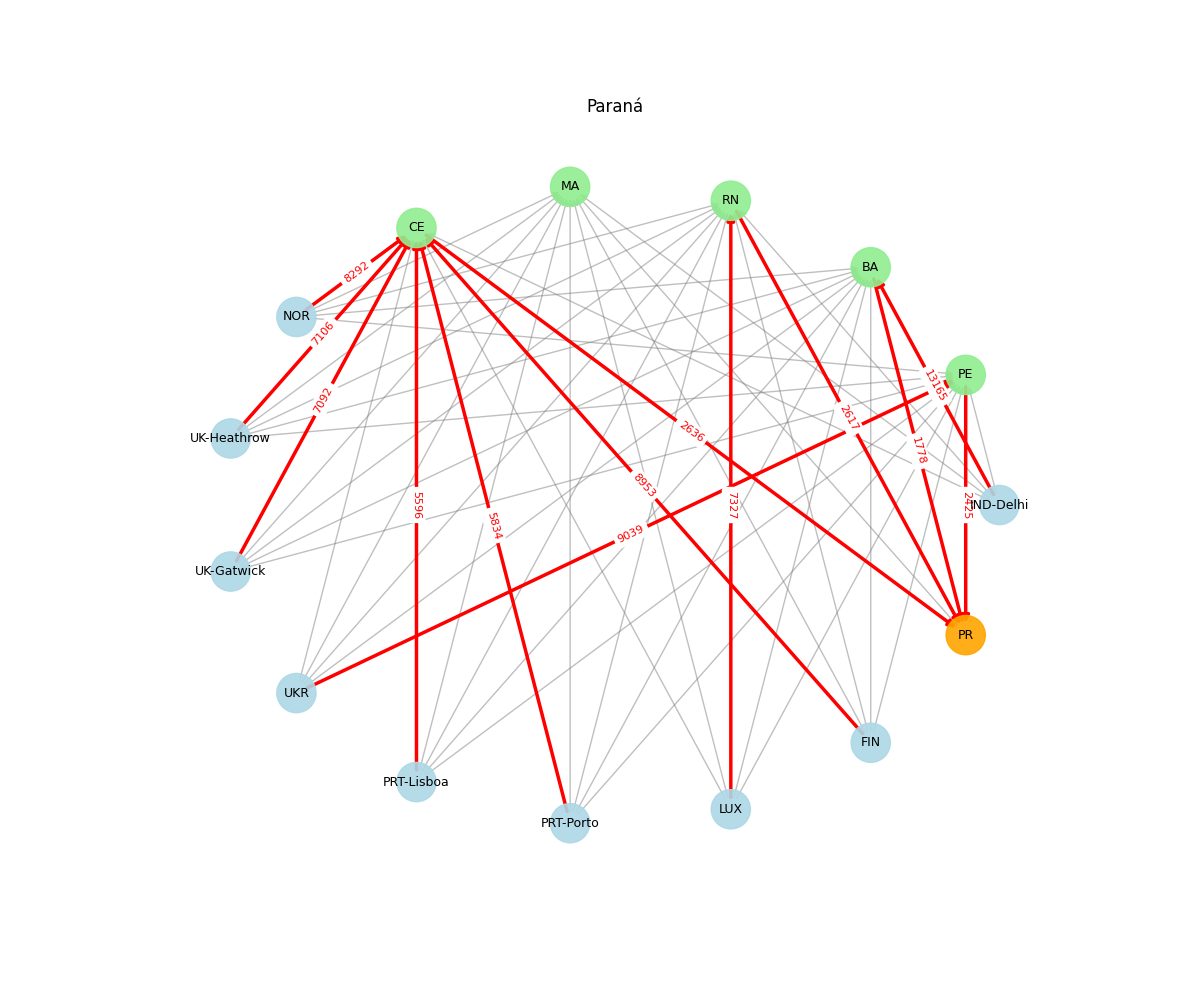 Paraná
MA
RN
CE
BA
8292
NOR
7106
PE
13165
7092
2617
2636
UK-Heathrow
1778
8953
5596
7327
2425
IND-Delhi
5834
9039
UK-Gatwick
PR
UKR
FIN
PRT-Lisboa
LUX
PRT-Porto